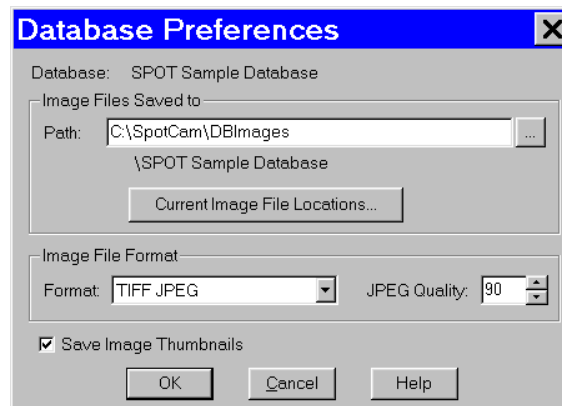 Database Preferences
Database: SPOT Sample Database
Image Files Saved to
Path: C:\SpotCam\DBImages ...
\SPOT Sample Database
Current Image File Locations...
Image File Format
Format: TIFF JPEG JPEG Quality: 90
Save Image Thumbnails
OK Cancel Help